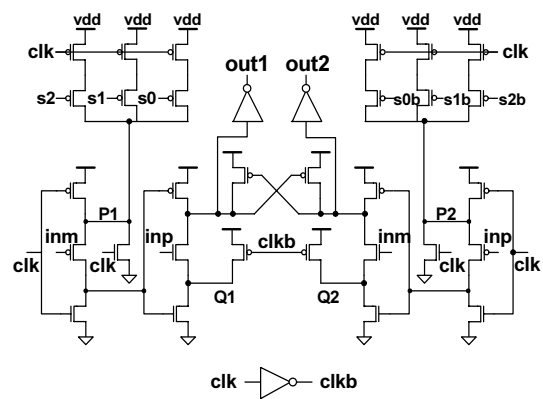 vdd vdd vdd vdd vdd vdd
clk clk
out1 out2
s2 s1 s0 s0b s1b s2b
P1 P2
inm inp clkb inm inp
clk clk clk clk
Q1 Q2
clk clkb